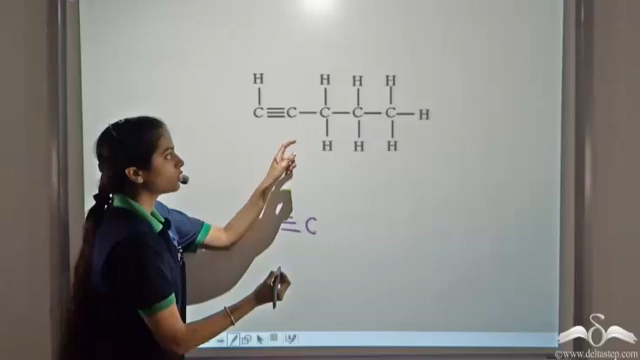 H H H H
C≡C—C—C—C—H
H H H
= C
©www.deltastep.com